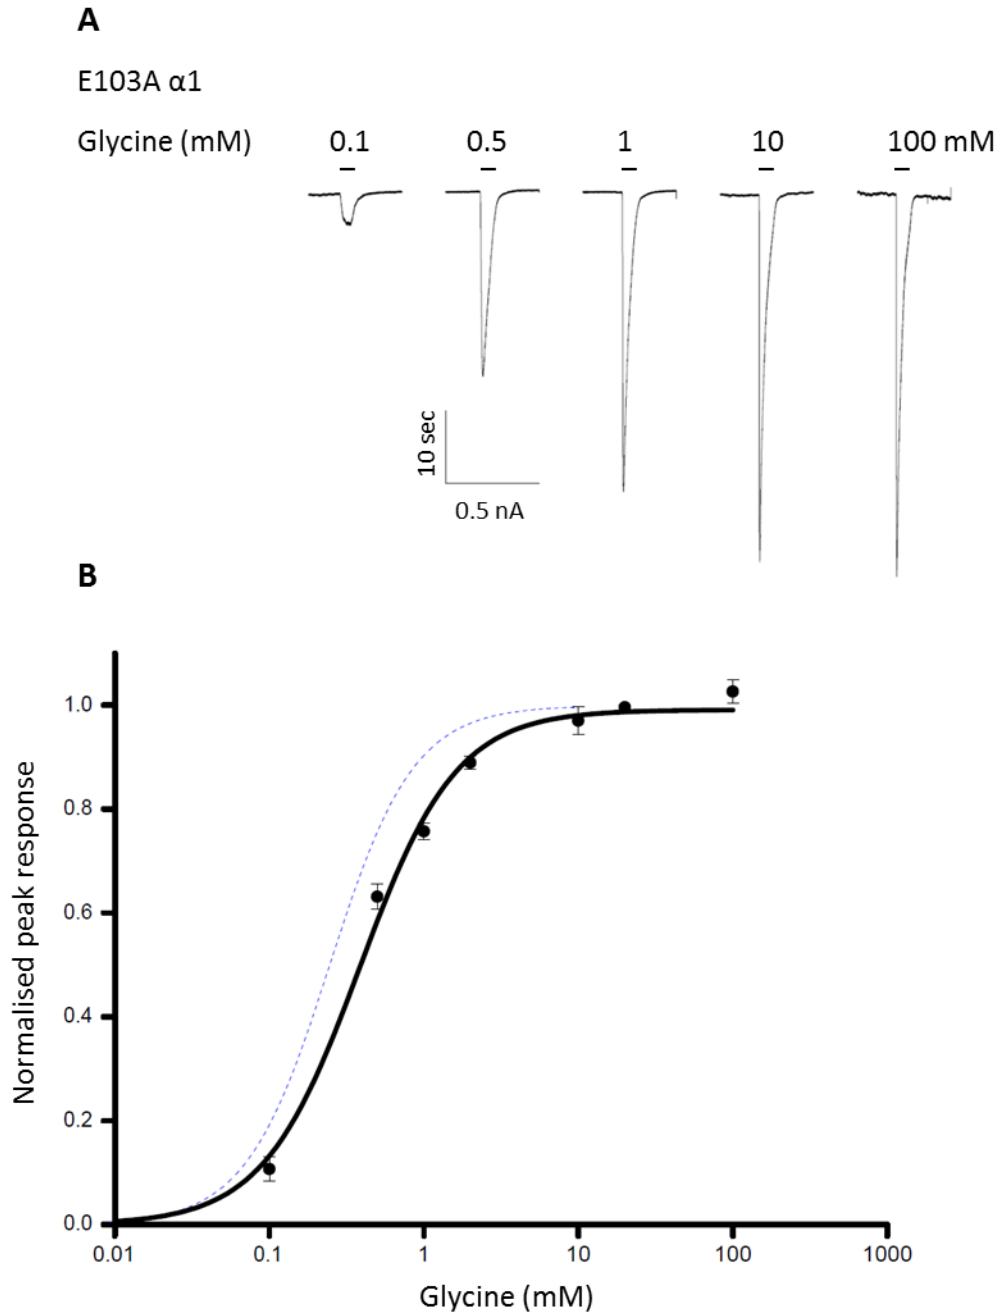 A
E103A α1
Glycine (mM) 0.1 0.5 1 10 100 mM
10 sec
0.5 nA
B
Normalised peak response
1.0
0.8
0.6
0.4
0.2
0.0
0.01 0.1 1 10 100 1000
Glycine (mM)